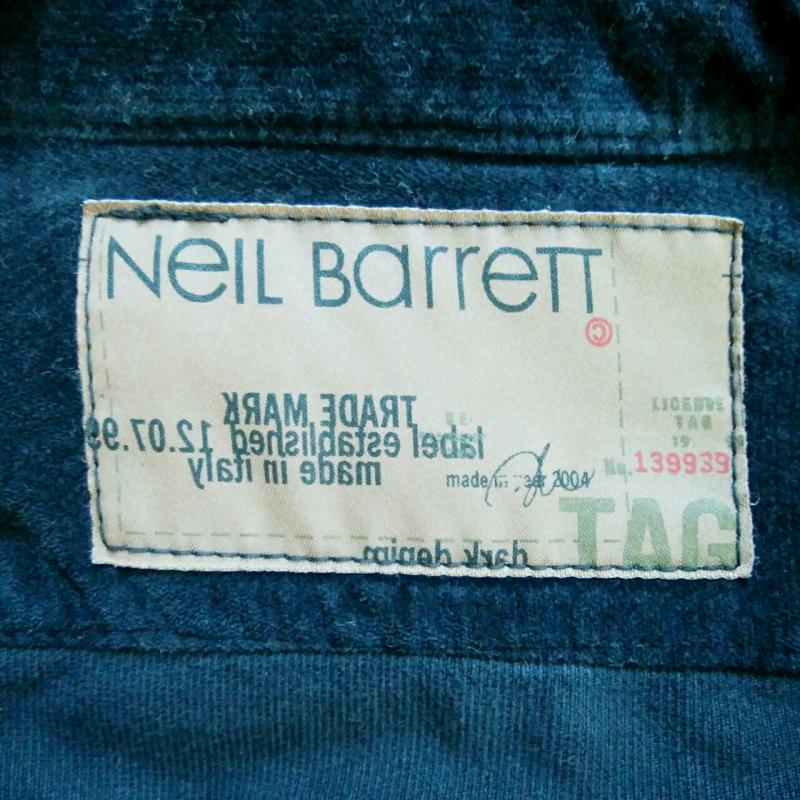 NeiL Barrett
©
TRADE MARK
label established 12.07.99
made in italy
LICENSE
TAG
19
No. 139939
made in year 2004
TAG
dark denim